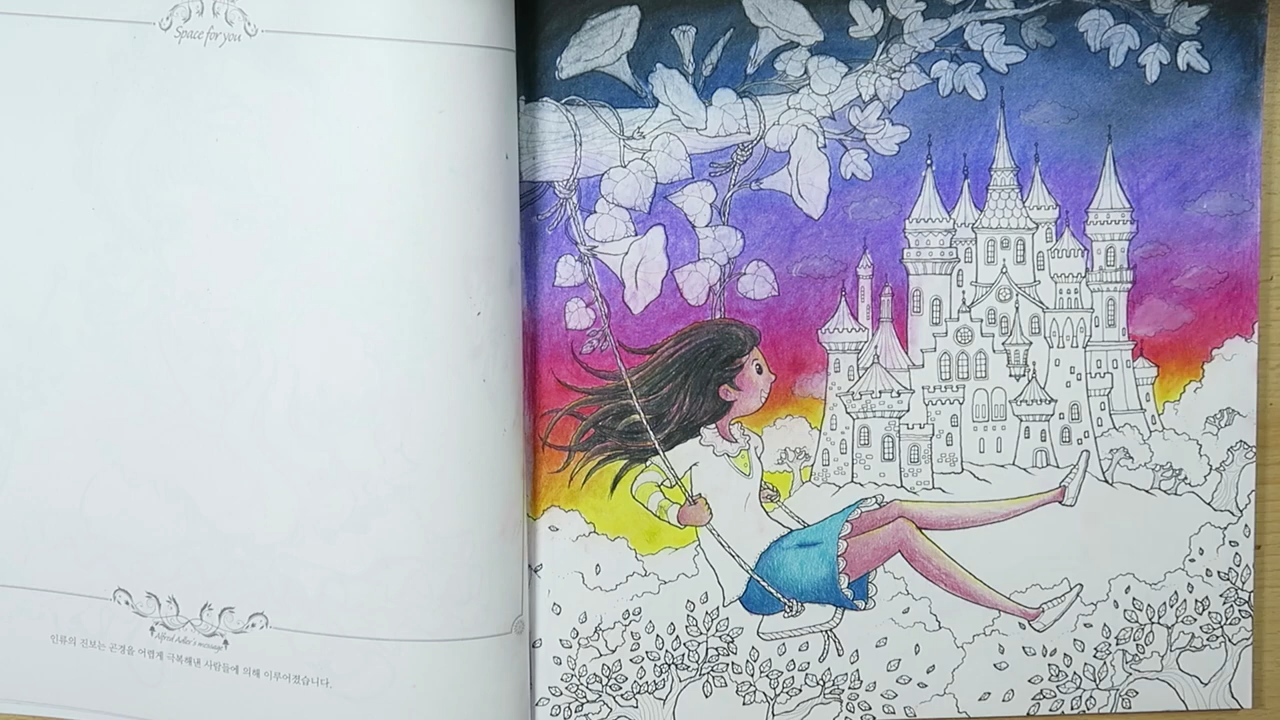 Space for you
Alfred Adler's message
인류의 진보는 곤경을 어렵게 극복해낸 사람들에 의해 이루어졌습니다.